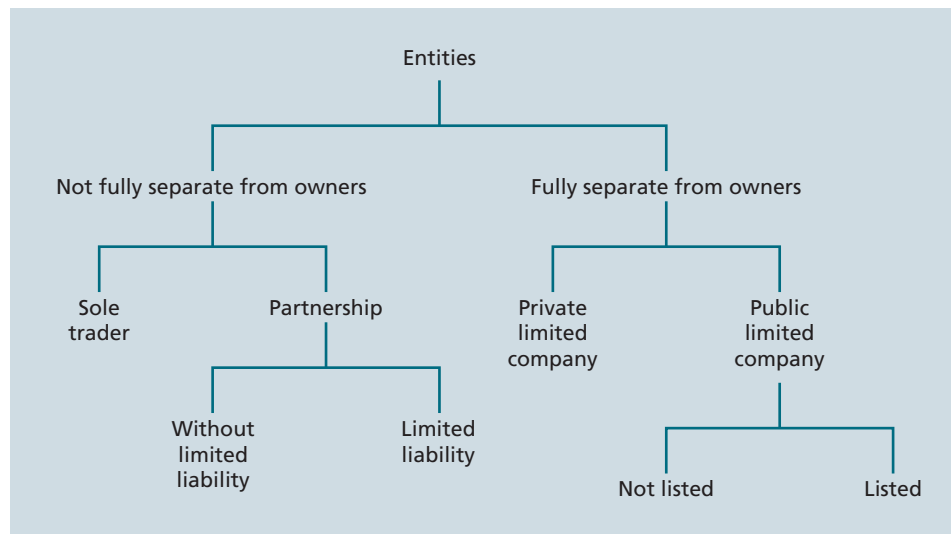 Entities
Not fully separate from owners
Fully separate from owners
Sole
trader
Partnership
Private
limited
company
Public
limited
company
Without
limited
liability
Limited
liability
Not listed
Listed